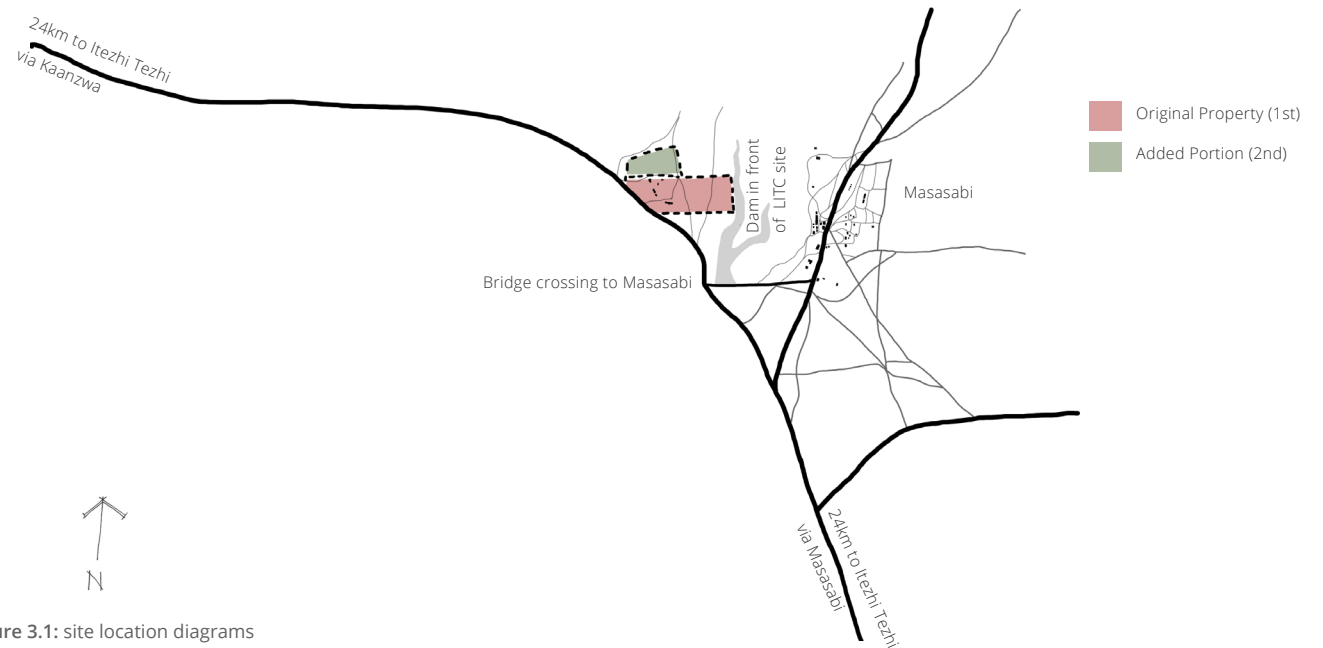 24km to Itezhi Tezhi
via Kaanzwa
Original Property (1st)
Added Portion (2nd)
Dam in front
of LITC site
Masasabi
Bridge crossing to Masasabi
24km to Itezhi Tezhi
via Masasabi
N
ure 3.1: site location diagrams